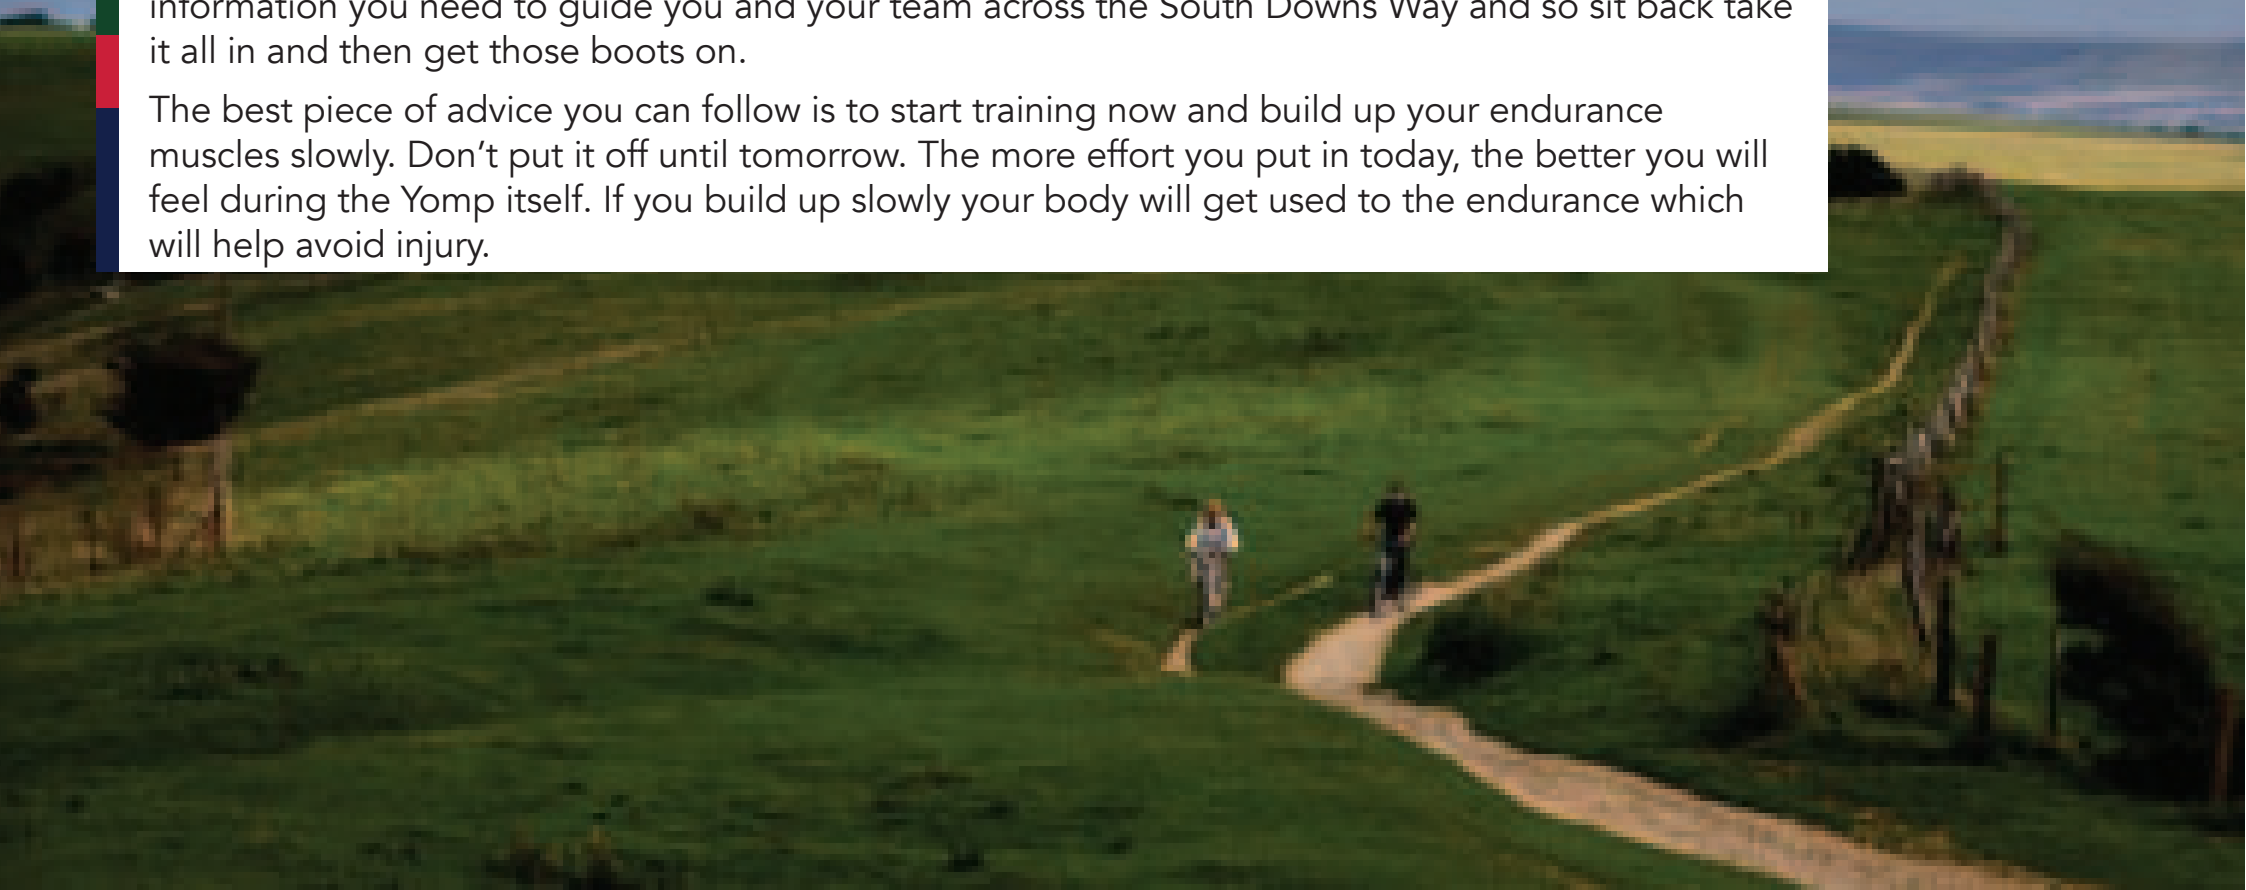 information you need to guide you and your team across the South Downs Way and so sit back take
it all in and then get those boots on.
The best piece of advice you can follow is to start training now and build up your endurance
muscles slowly. Don’t put it off until tomorrow. The more effort you put in today, the better you will
feel during the Yomp itself. If you build up slowly your body will get used to the endurance which
will help avoid injury.